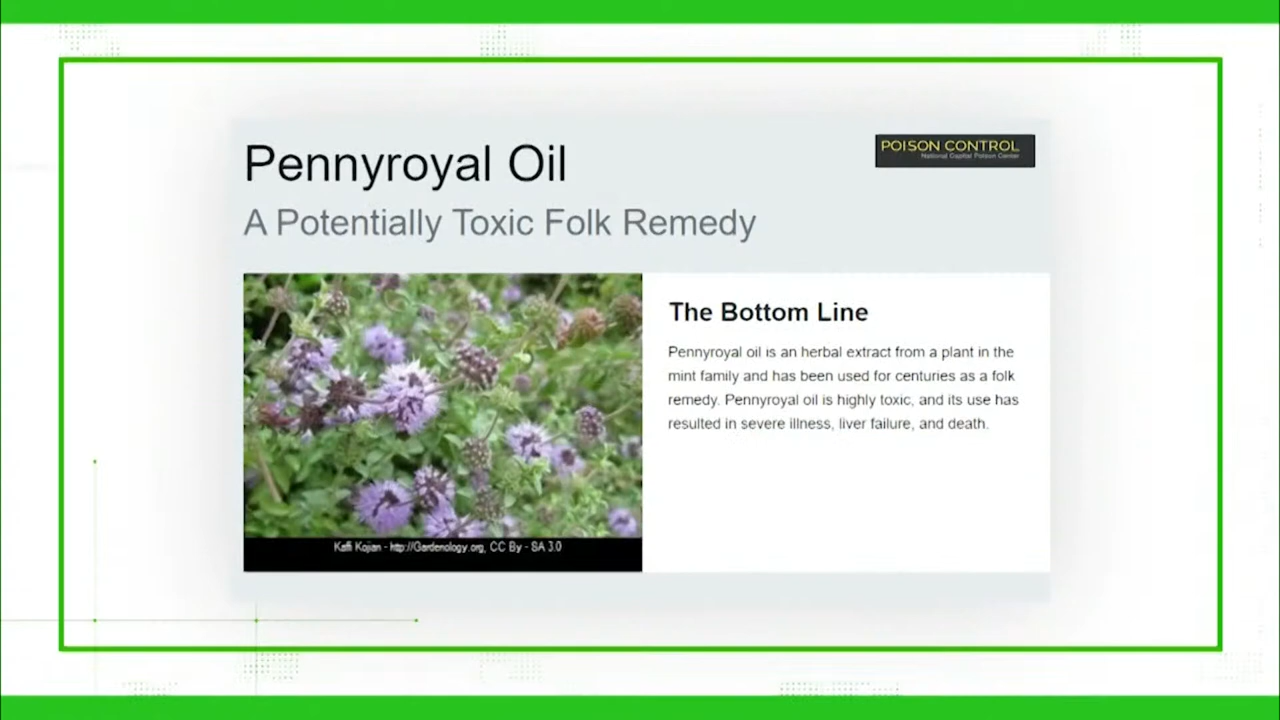 Pennyroyal Oil
POISON CONTROL
National Capital Poison Center
A Potentially Toxic Folk Remedy
The Bottom Line
Pennyroyal oil is an herbal extract from a plant in the
mint family and has been used for centuries as a folk
remedy. Pennyroyal oil is highly toxic, and its use has
resulted in severe illness, liver failure, and death.
Kaffi Kojian - http://Gardenology.org, CC By - SA 3.0